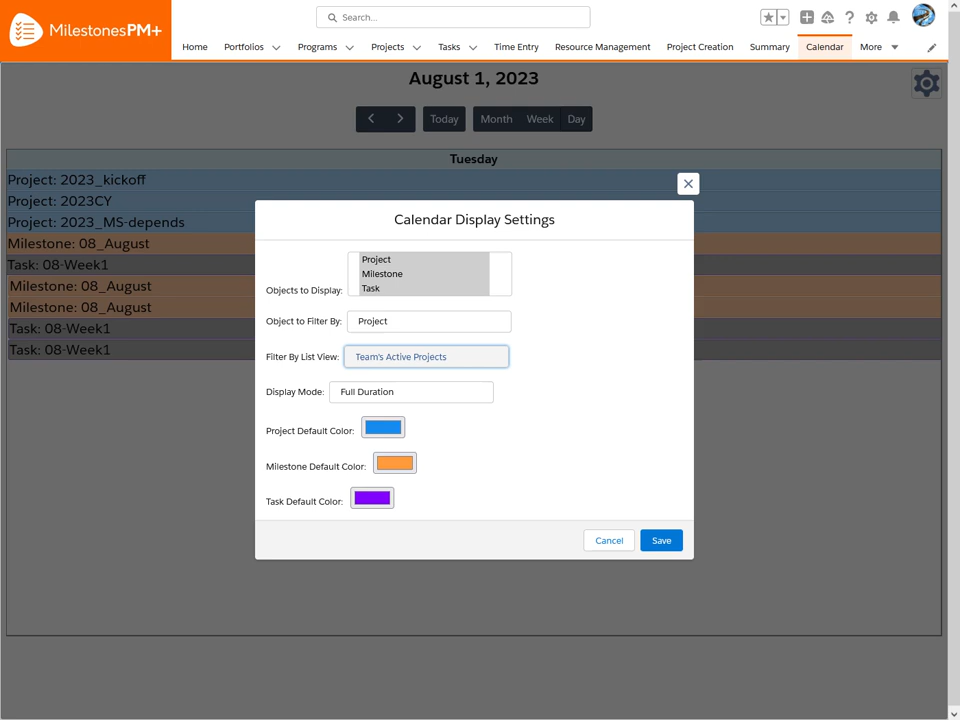 MilestonesPM+
Search...
Home Portfolios Programs Projects Tasks Time Entry Resource Management Project Creation Summary Calendar More
August 1, 2023
Today Month Week Day
Tuesday
Project: 2023_kickoff
Project: 2023CY
Project: 2023_MS-depends
Milestone: 08_August
Task: 08-Week1
Milestone: 08_August
Milestone: 08_August
Task: 08-Week1
Task: 08-Week1
Calendar Display Settings
Objects to Display:
Project
Milestone
Task
Object to Filter By: Project
Filter By List View: Team's Active Projects
Display Mode: Full Duration
Project Default Color:
Milestone Default Color:
Task Default Color:
Cancel Save